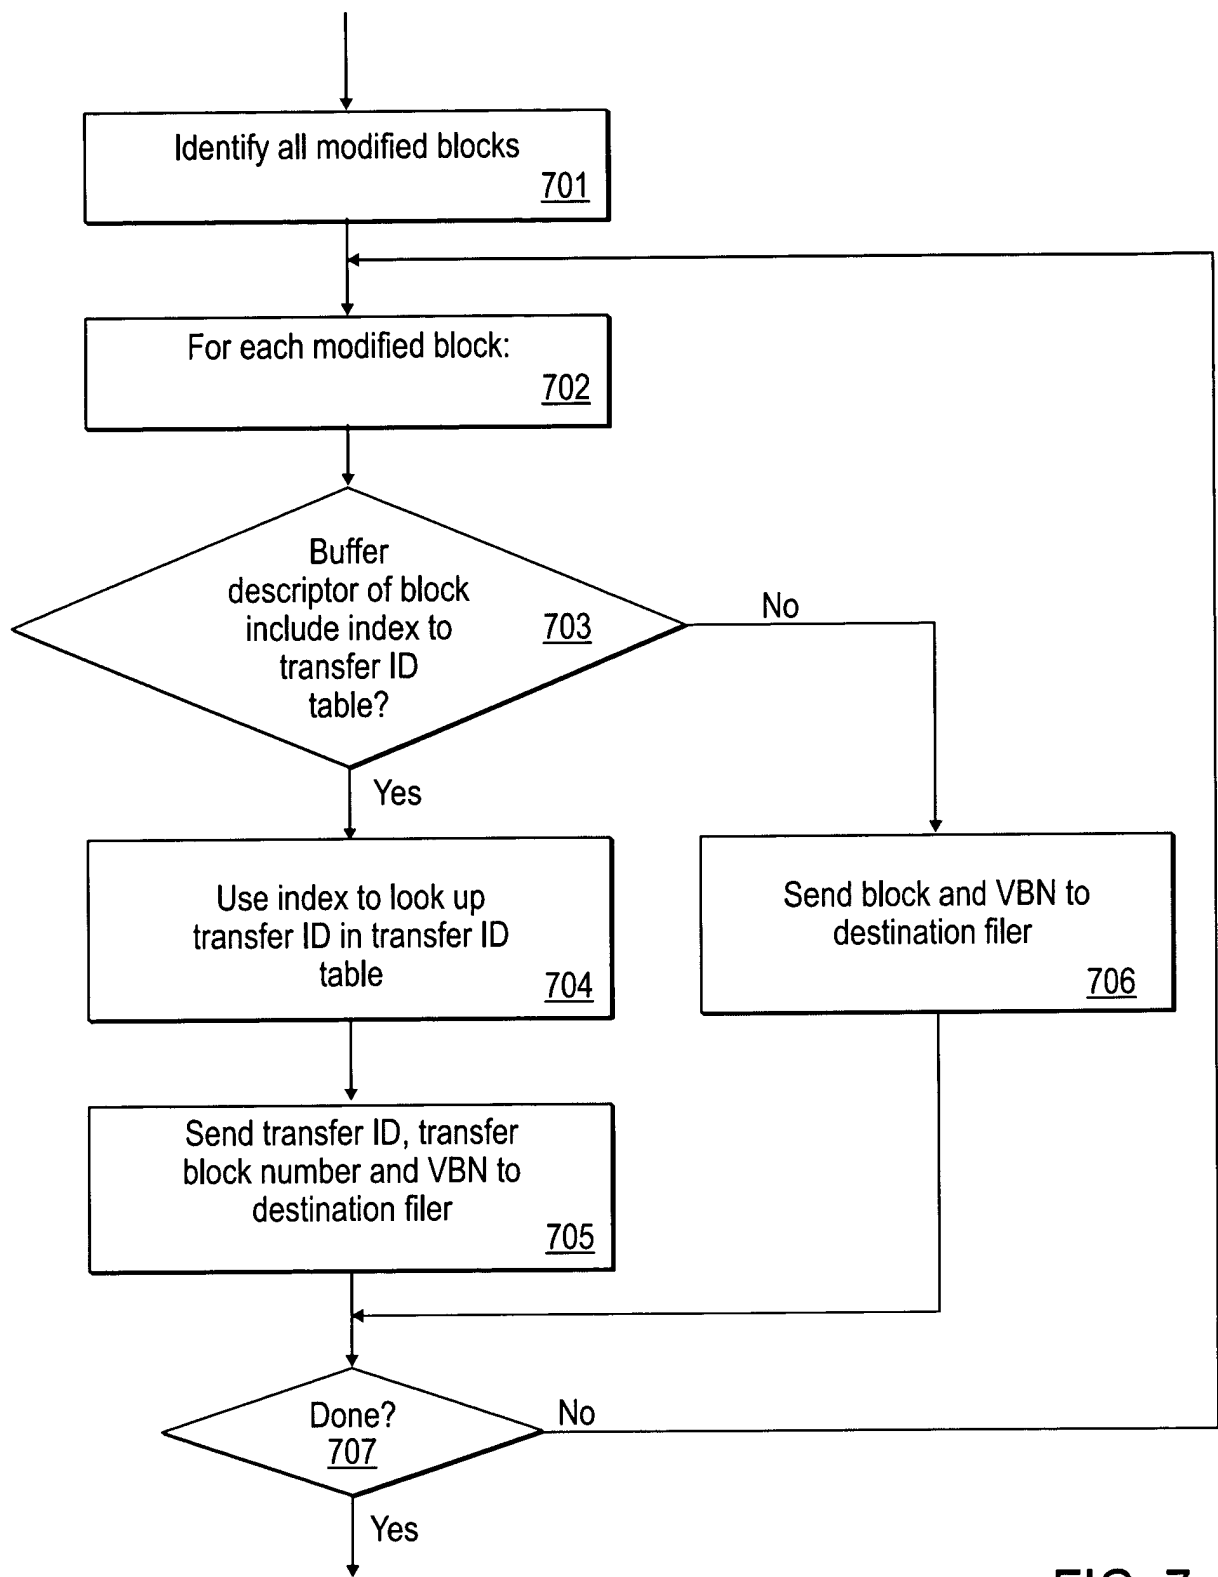 Identify all modified blocks
701
For each modified block:
702
Buffer
descriptor of block
include index to
transfer ID
table?
703
No
Yes
Use index to look up
transfer ID in transfer ID
table
704
Send block and VBN to
destination filer
706
Send transfer ID, transfer
block number and VBN to
destination filer
705
Done?
707
No
Yes
FIG. 7